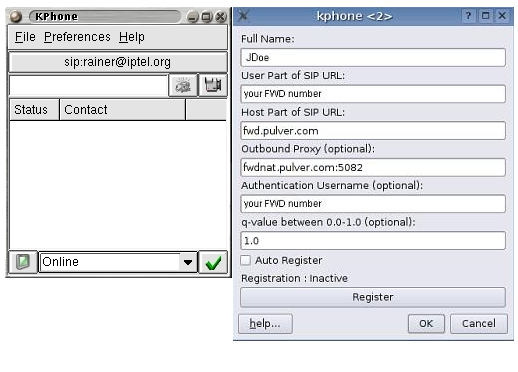 KPhone
File Preferences Help
sip:rainer@iptel.org
Status Contact
Online
kphone <2>
Full Name:
JDoe
User Part of SIP URL:
your FWD number
Host Part of SIP URL:
fwd.pulver.com
Outbound Proxy (optional):
fwdnat.pulver.com:5082
Authentication Username (optional):
your FWD number
q-value between 0.0-1.0 (optional):
1.0
Auto Register
Registration : Inactive
Register
help... OK Cancel